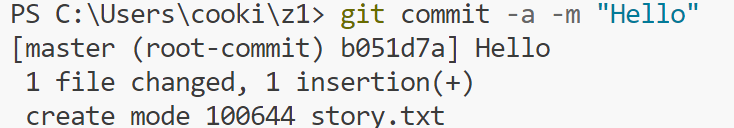 PS C:\Users\cooki\z1> git commit -a -m "Hello"
[master (root-commit) b051d7a] Hello
 1 file changed, 1 insertion(+)
 create mode 100644 story.txt